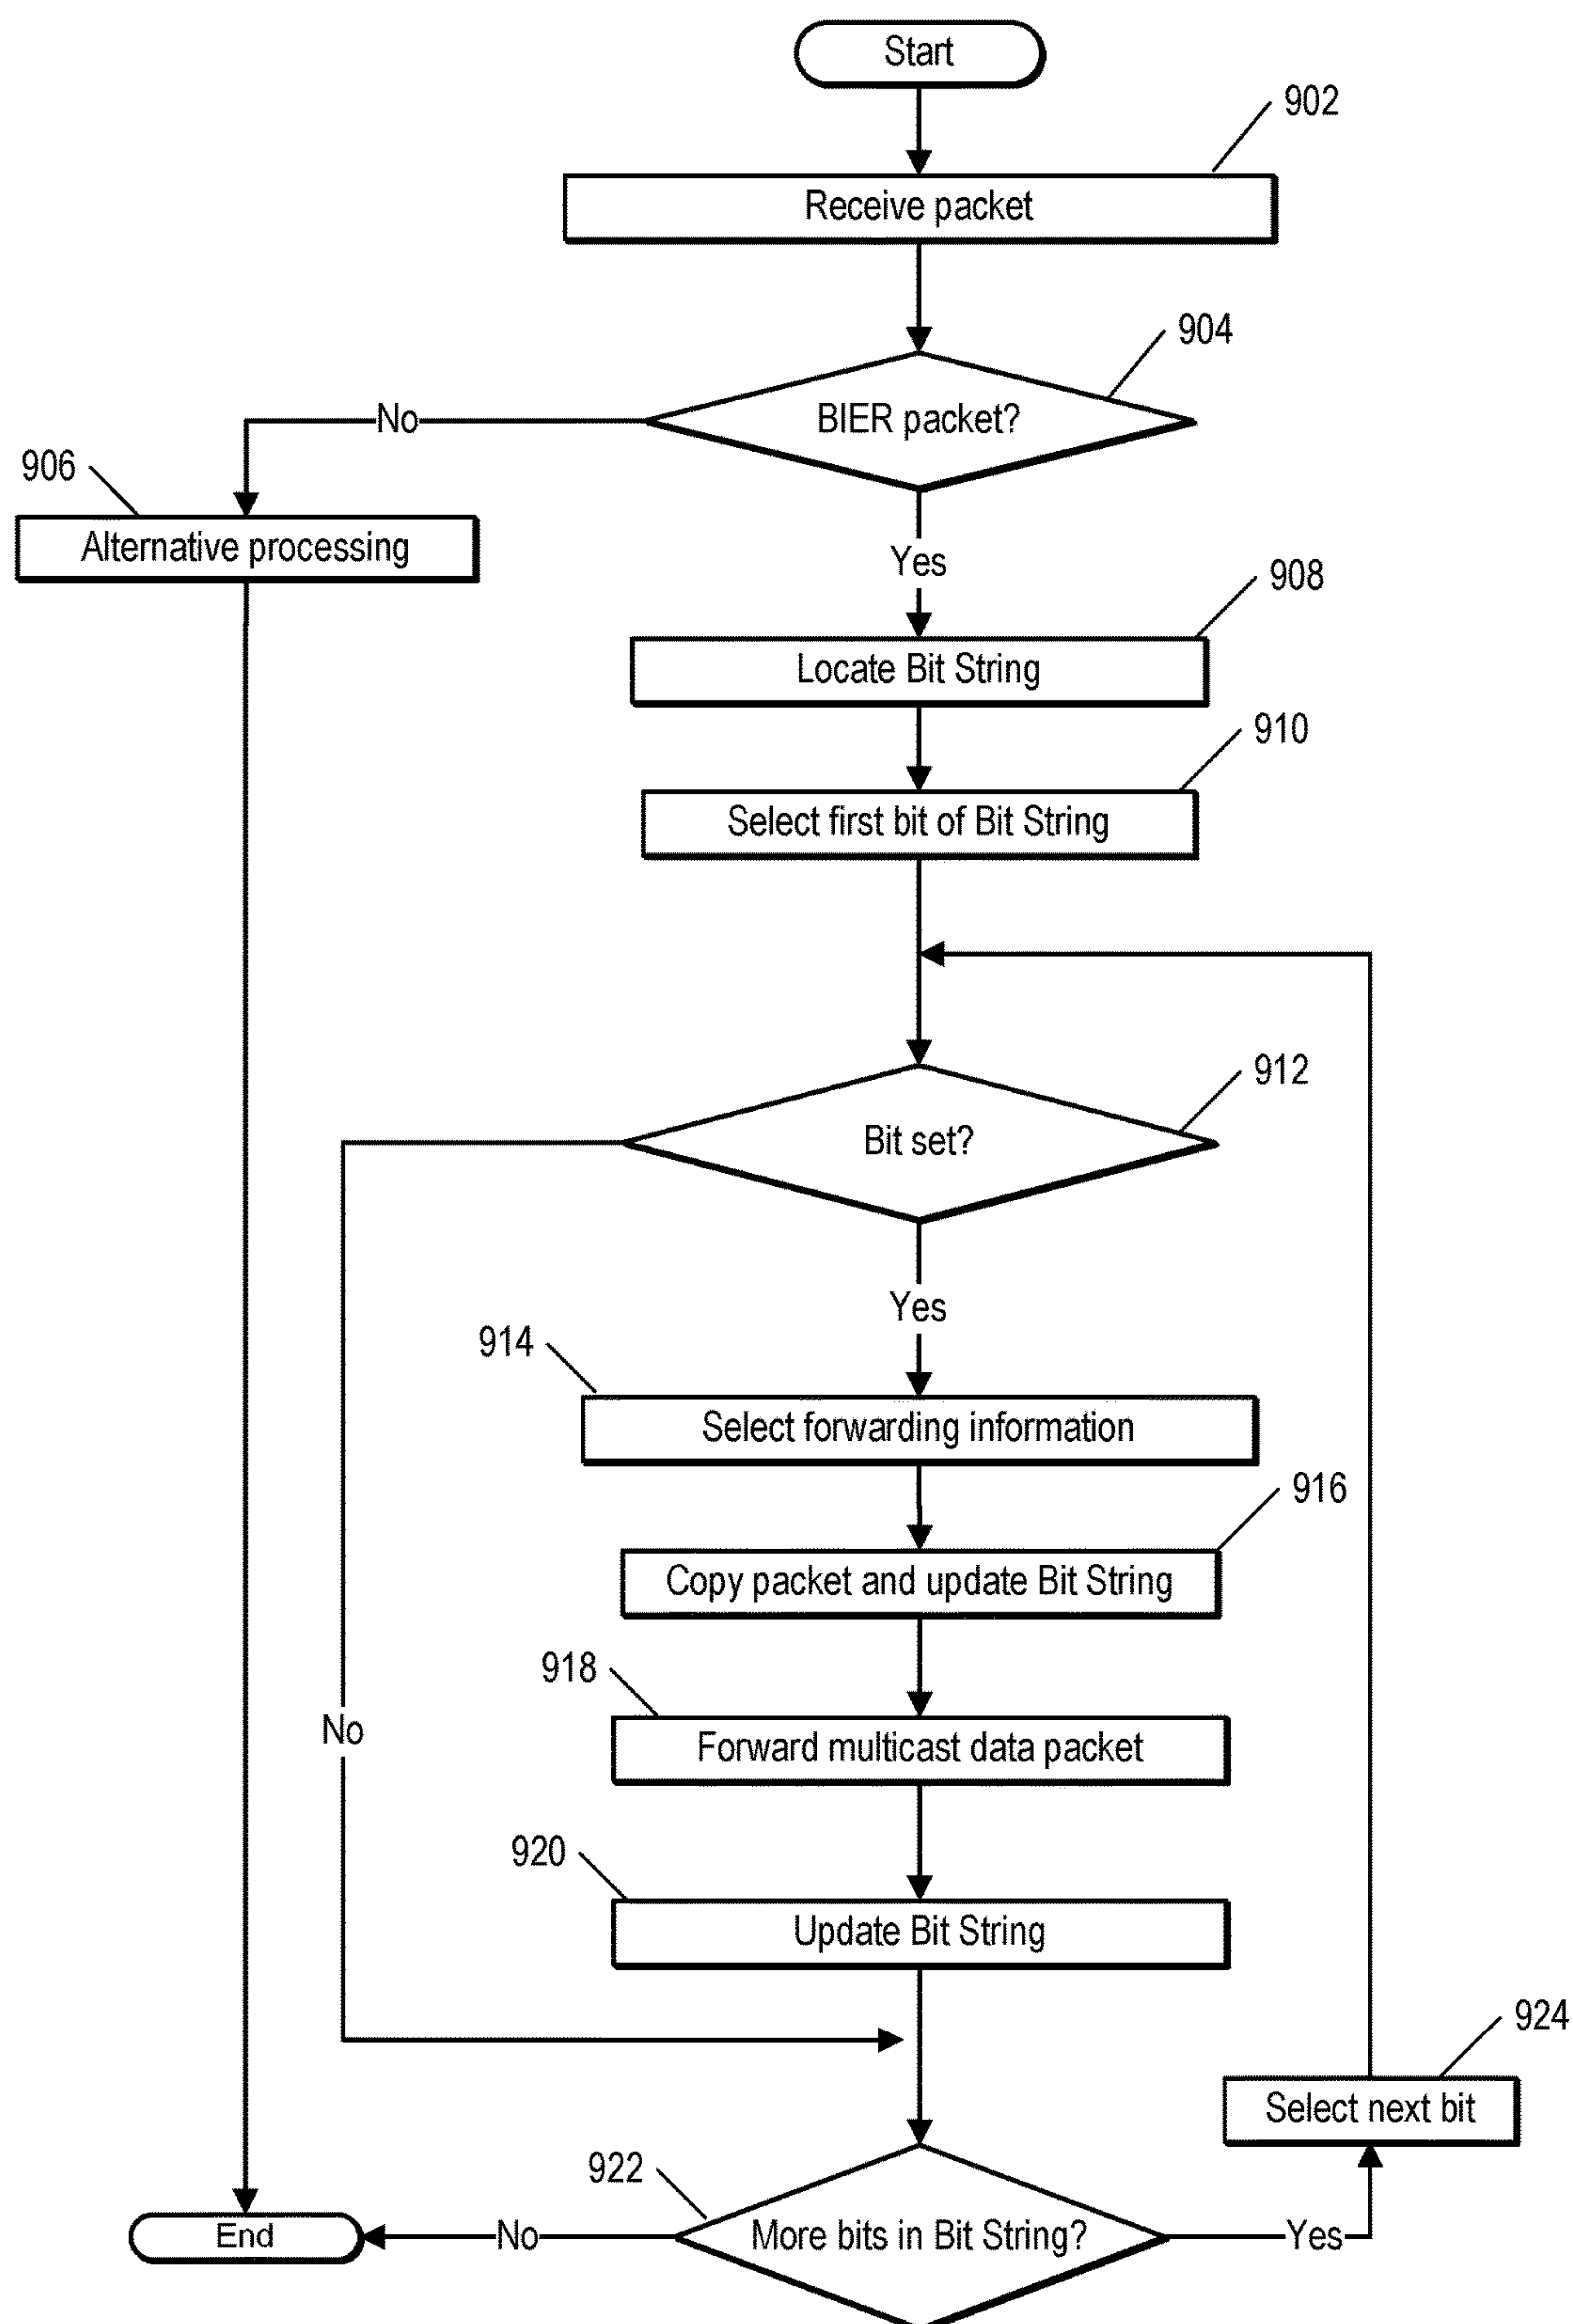 Start
902
Receive packet
904
BIER packet?
No
906
Alternative processing
Yes
908
Locate Bit String
910
Select first bit of Bit String
912
Bit set?
Yes
914
Select forwarding information
916
Copy packet and update Bit String
918
Forward multicast data packet
No
920
Update Bit String
924
Select next bit
922
More bits in Bit String?
Yes
No
End